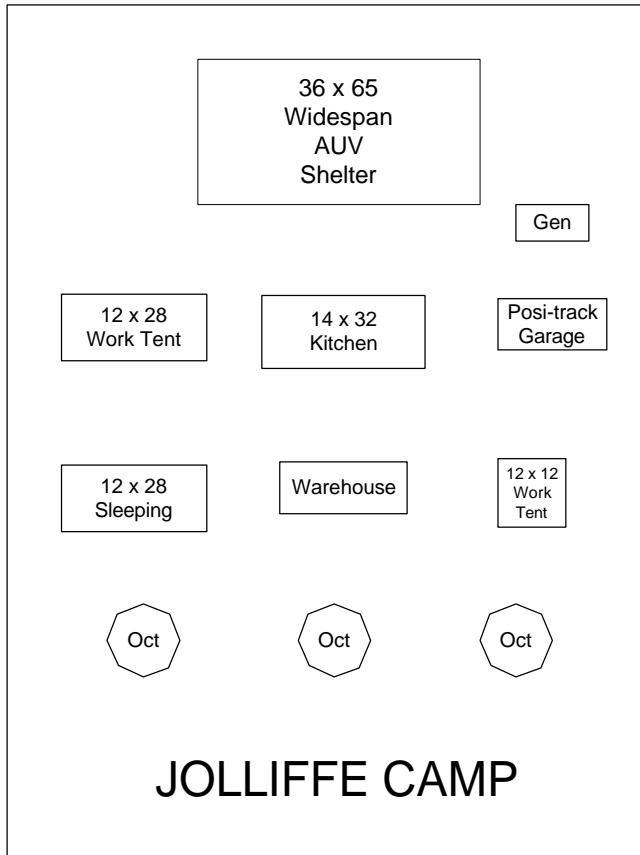 36 x 65
Widespan
AUV
Shelter
Gen
12 x 28
Work Tent
14 x 32
Kitchen
Posi-track
Garage
12 x 28
Sleeping
Warehouse
12 x 12
Work
Tent
Oct
Oct
Oct
JOLLIFFE CAMP